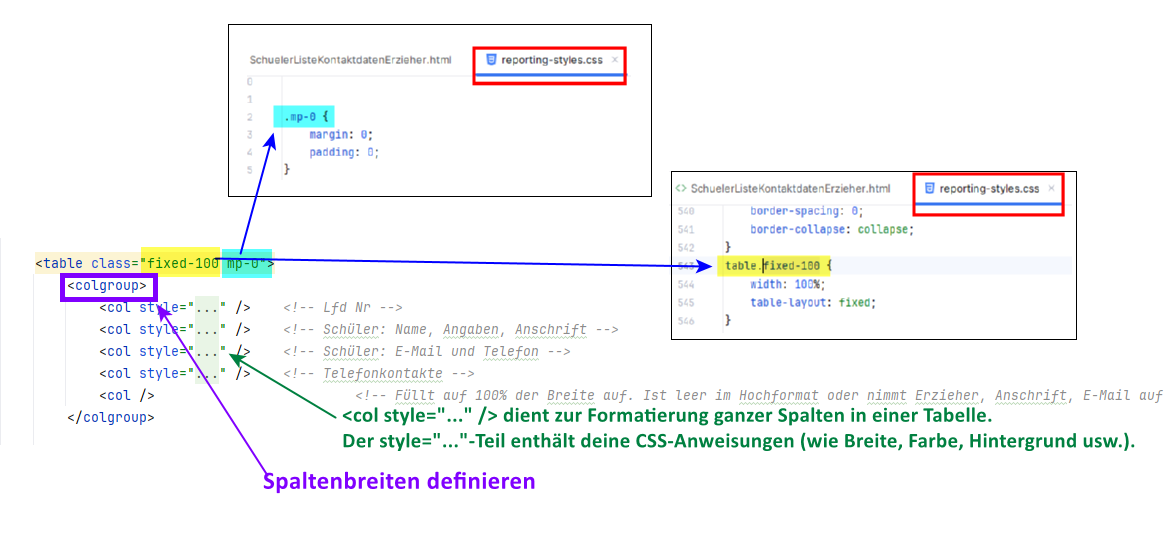 SchuelerListeKontaktdatenErzieher.html reporting-styles.css ×
0
1
2 .mp-0 {
3 margin: 0;
4 padding: 0;
5 }
<> SchuelerListeKontaktdatenErzieher.html reporting-styles.css ×
540 border-spacing: 0;
541 border-collapse: collapse;
542 }
543 table.fixed-100 {
544 width: 100%;
545 table-layout: fixed;
546 }
<table class="fixed-100 mp-0">
<colgroup>
<col style="..." /> <!-- Lfd Nr -->
<col style="..." /> <!-- Schüler: Name, Angaben, Anschrift -->
<col style="..." /> <!-- Schüler: E-Mail und Telefon -->
<col style="..." /> <!-- Telefonkontakte -->
<col /> <!-- Füllt auf 100% der Breite auf. Ist leer im Hochformat oder nimmt Erzieher, Anschrift, E-Mail auf
</colgroup>
<col style="..." /> dient zur Formatierung ganzer Spalten in einer Tabelle.
Der style="..."-Teil enthält deine CSS-Anweisungen (wie Breite, Farbe, Hintergrund usw.).
Spaltenbreiten definieren